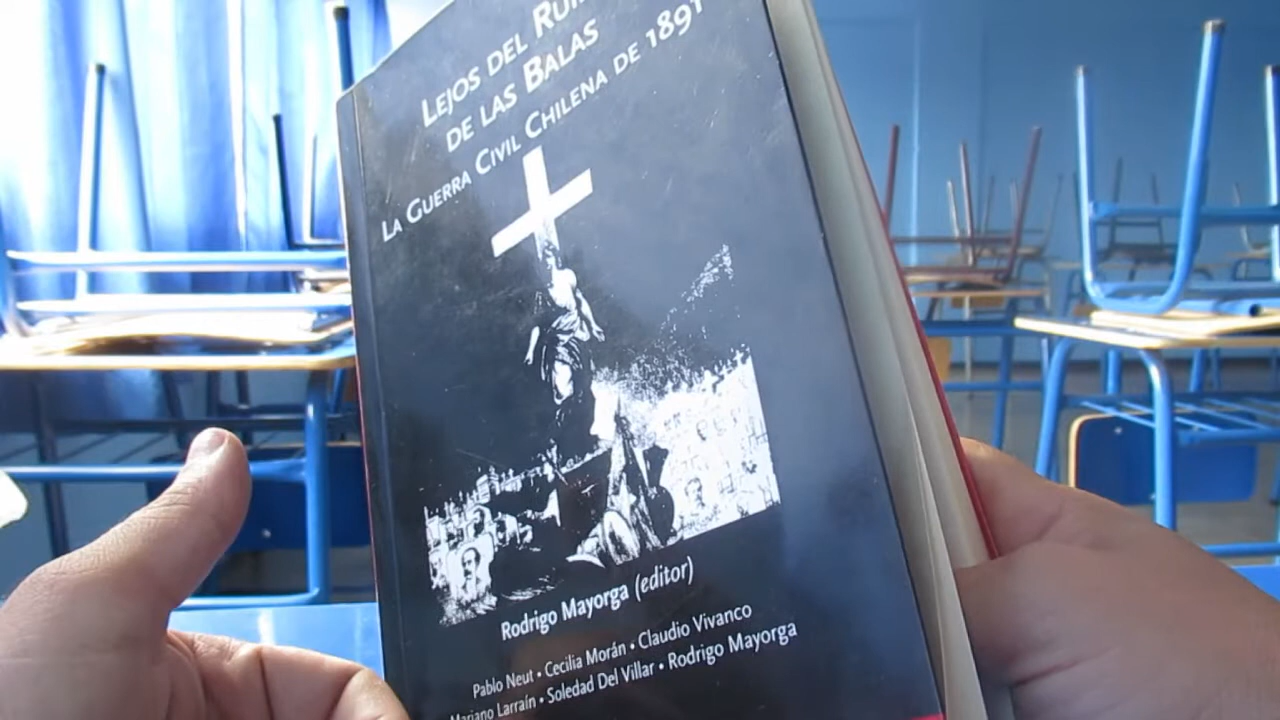 LEJOS DEL
DE LAS BALAS
LA GUERRA CIVIL CHILENA DE 1891
Rodrigo Mayorga (editor)
Pablo Neut • Cecilia Morán • Claudio Vivanco
Mariano Larraín • Soledad Del Villar • Rodrigo Mayorga